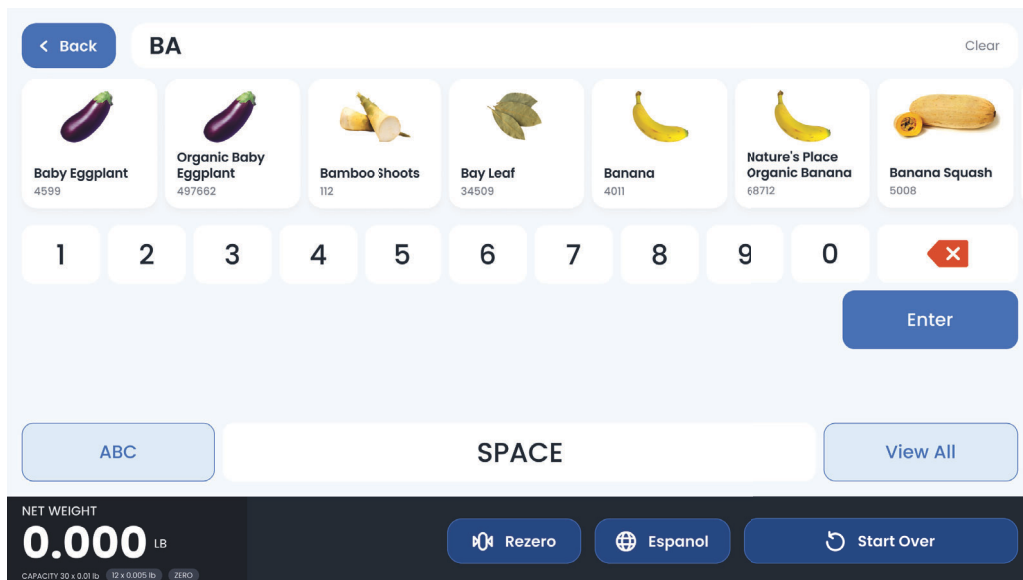 Back
BA
Clear
Baby Eggplant
4599
Organic Baby
Eggplant
497662
Bamboo Shoots
112
Bay Leaf
34509
Banana
4011
Nature's Place
Organic Banana
68712
Banana Squash
5008
1 2 3 4 5 6 7 8 9 0
Enter
ABC
SPACE
View All
NET WEIGHT
0.000 LB
CAPACITY 30 x 0.01 lb 12 x 0.005 lb ZERO
Rezero
Espanol
Start Over